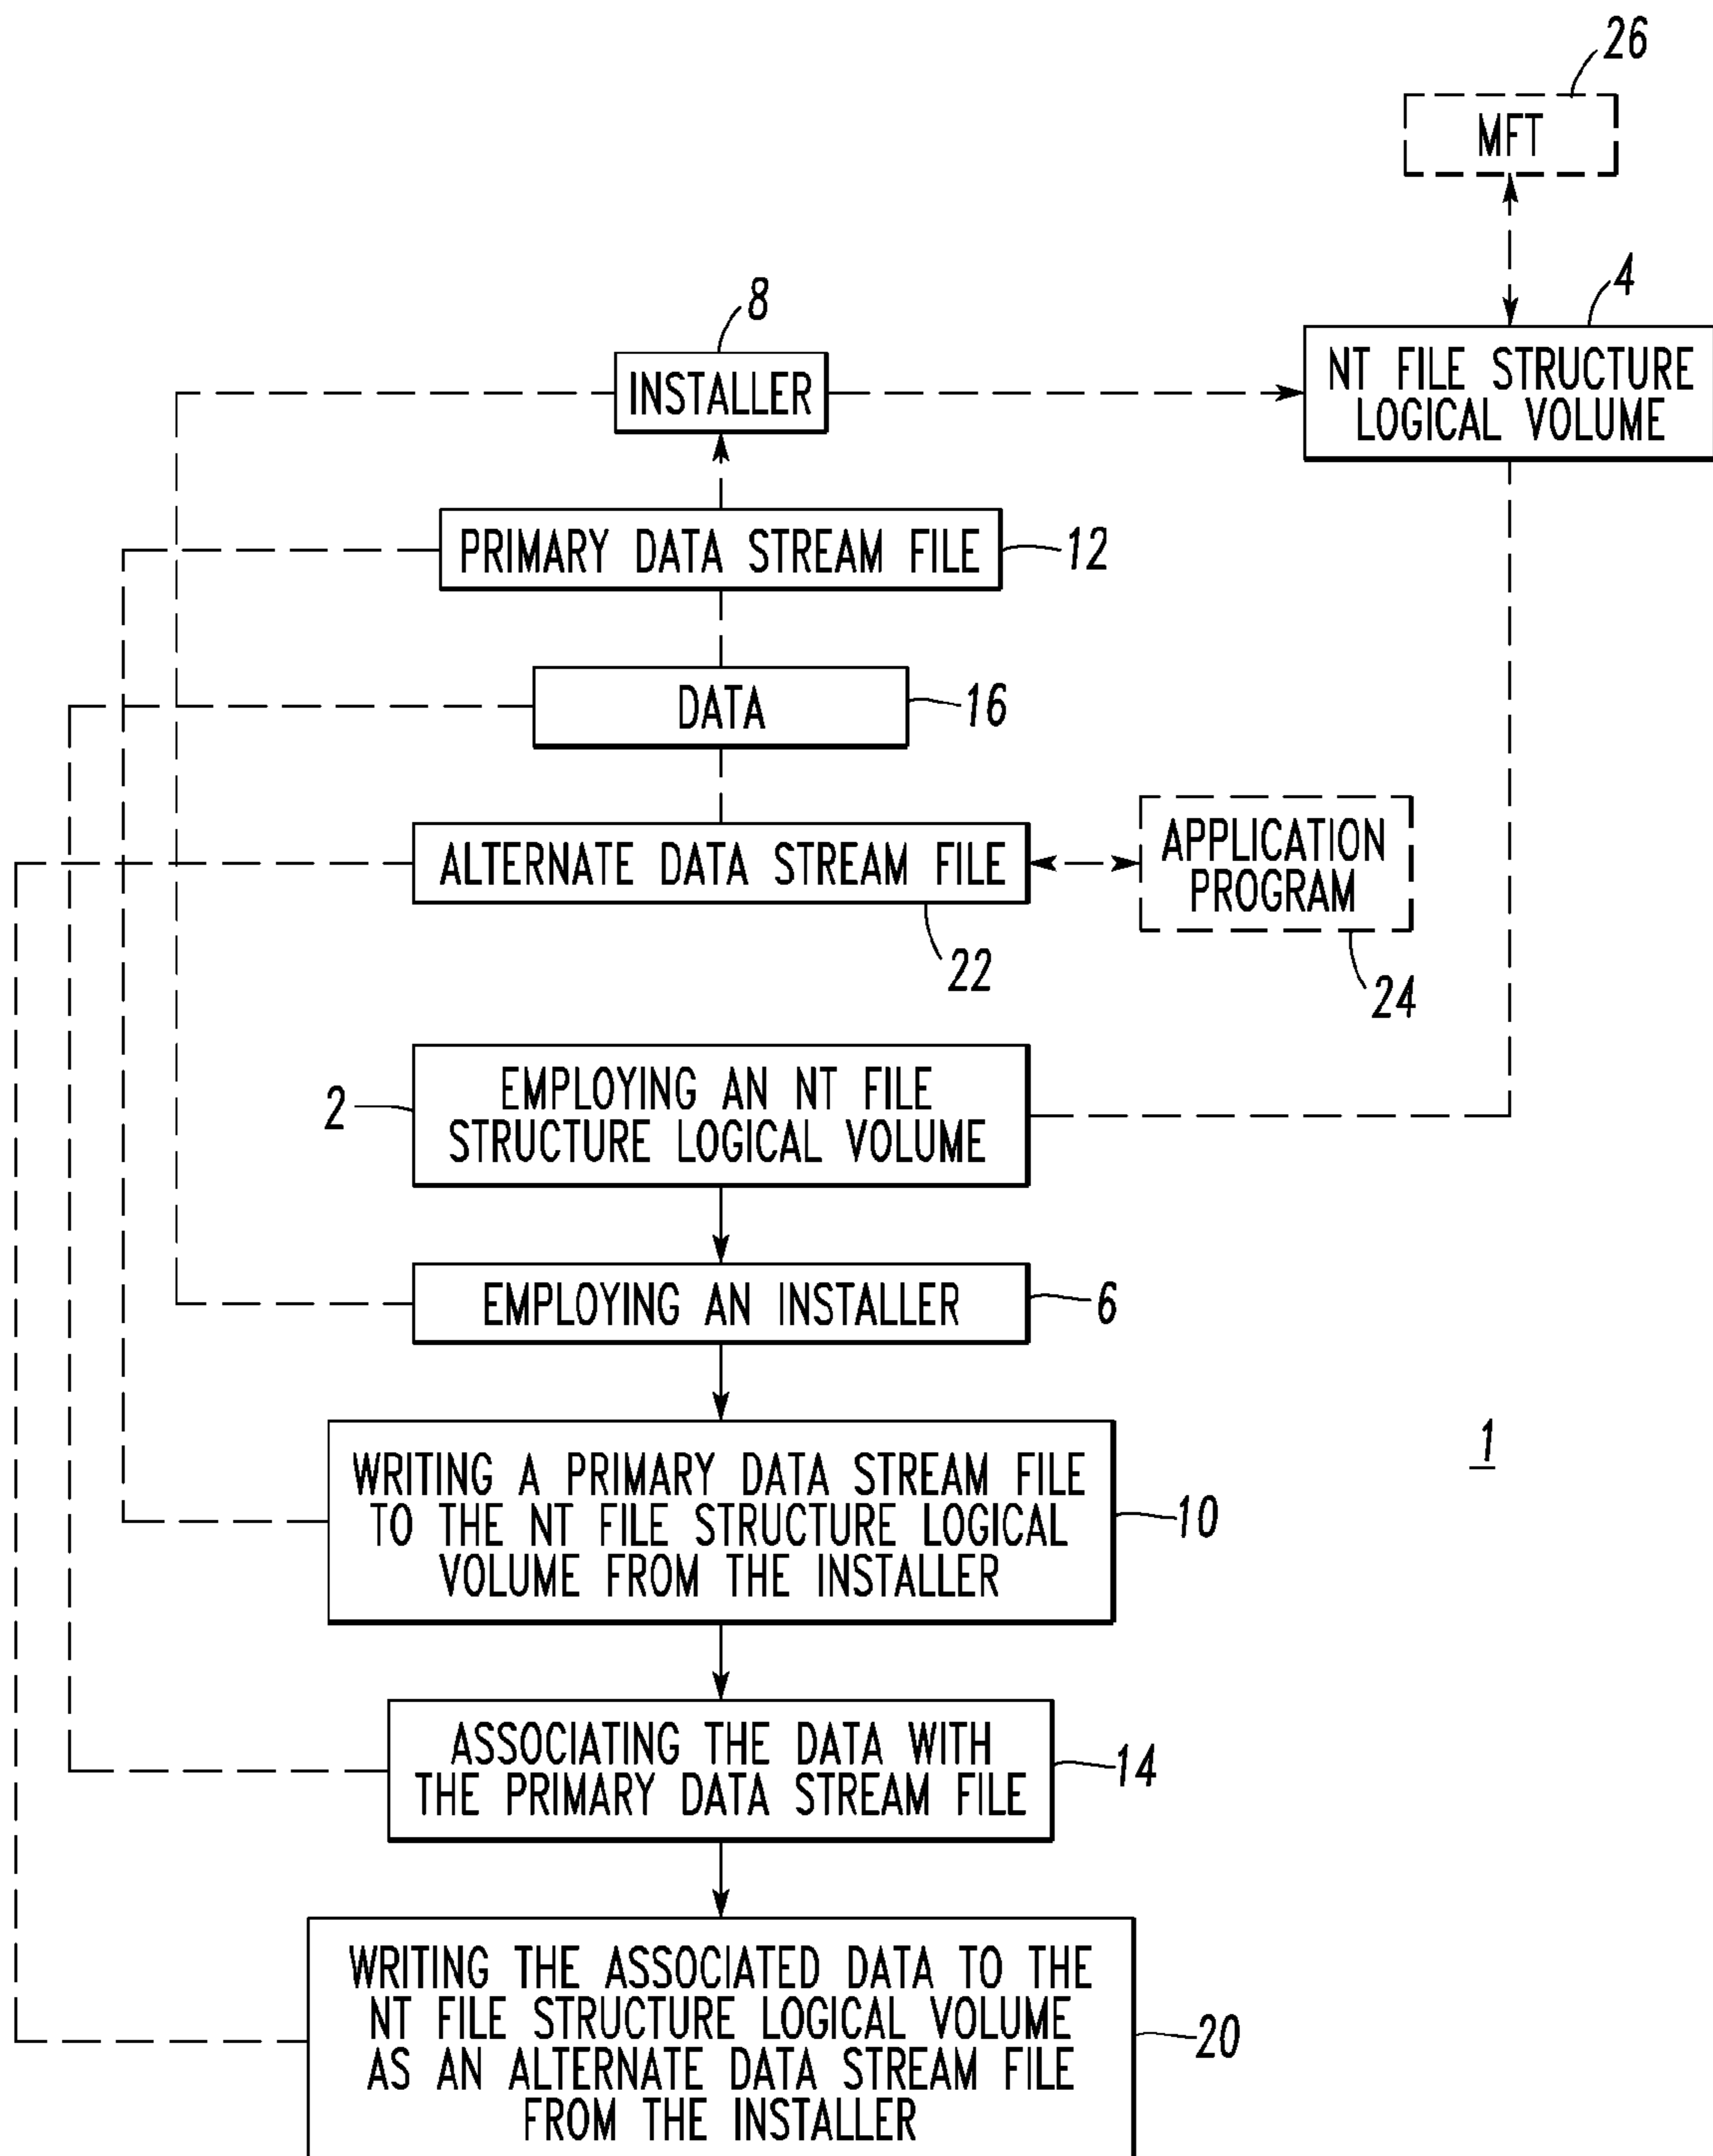 26
MFT
4
8
NT FILE STRUCTURE
LOGICAL VOLUME
INSTALLER
PRIMARY DATA STREAM FILE
12
DATA
16
ALTERNATE DATA STREAM FILE
APPLICATION
PROGRAM
22
24
2
EMPLOYING AN NT FILE
STRUCTURE LOGICAL VOLUME
EMPLOYING AN INSTALLER
6
WRITING A PRIMARY DATA STREAM FILE
TO THE NT FILE STRUCTURE LOGICAL
VOLUME FROM THE INSTALLER
10
1
ASSOCIATING THE DATA WITH
THE PRIMARY DATA STREAM FILE
14
WRITING THE ASSOCIATED DATA TO THE
NT FILE STRUCTURE LOGICAL VOLUME
AS AN ALTERNATE DATA STREAM FILE
FROM THE INSTALLER
20